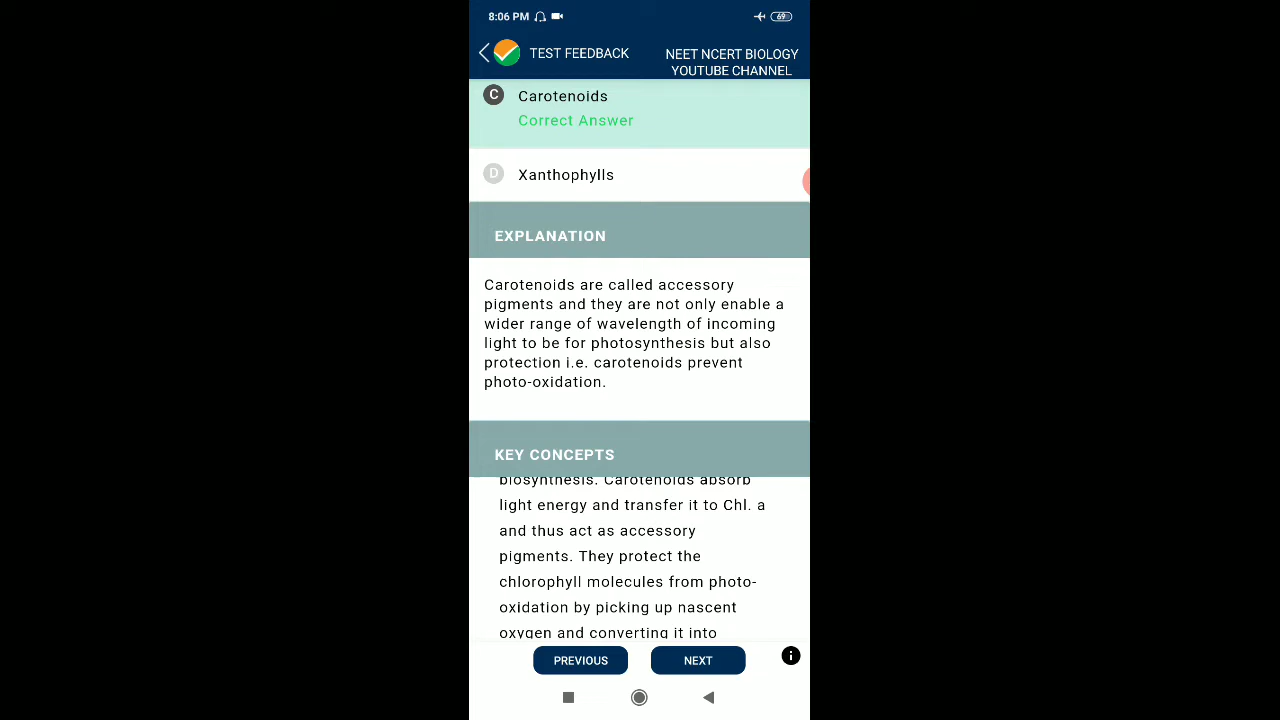 8:06 PM 69
TEST FEEDBACK
NEET NCERT BIOLOGY
YOUTUBE CHANNEL
C Carotenoids
Correct Answer
D Xanthophylls
EXPLANATION
Carotenoids are called accessory
pigments and they are not only enable a
wider range of wavelength of incoming
light to be for photosynthesis but also
protection i.e. carotenoids prevent
photo-oxidation.
KEY CONCEPTS
biosynthesis. Carotenoids absorb
light energy and transfer it to Chl. a
and thus act as accessory
pigments. They protect the
chlorophyll molecules from photo-
oxidation by picking up nascent
oxygen and converting it into
PREVIOUS NEXT